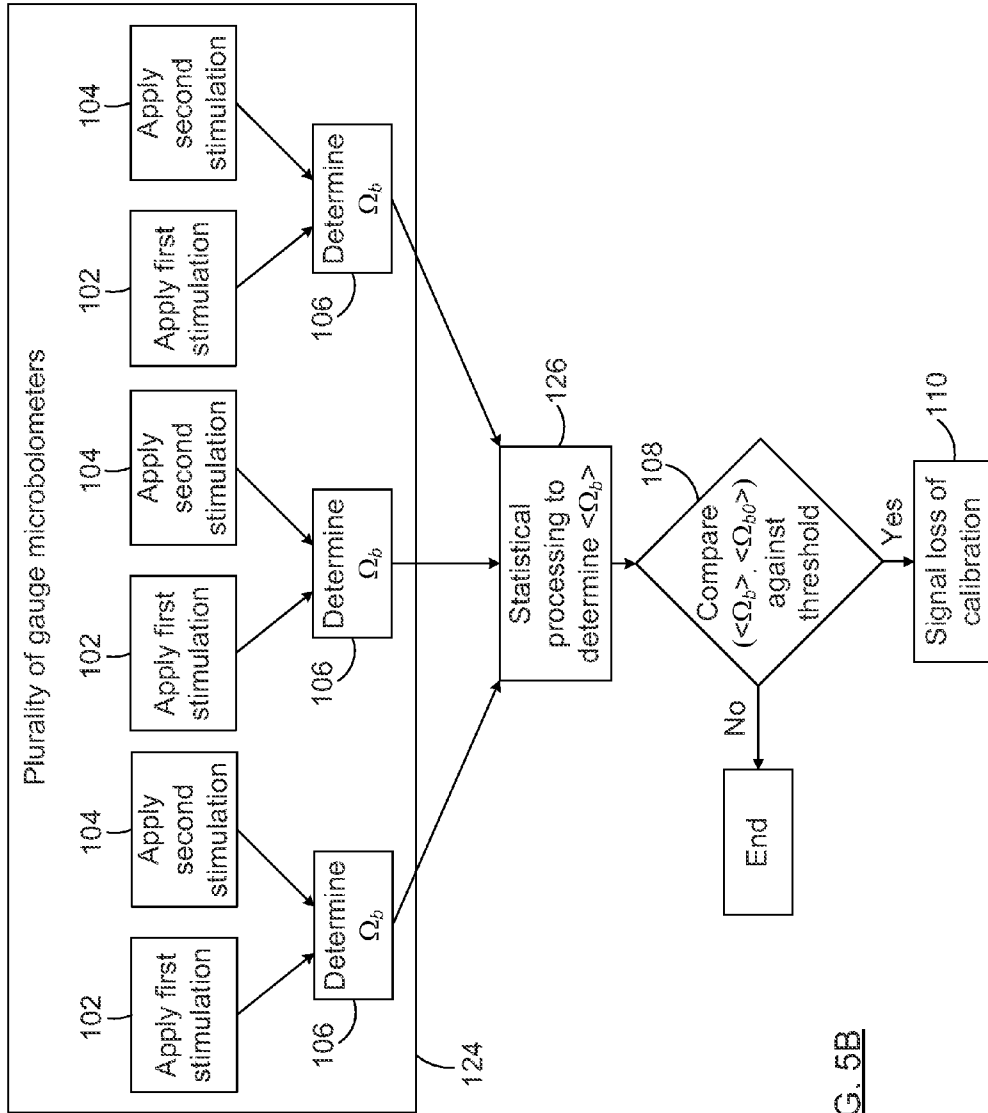 Plurality of gauge microbolometers
102
104
102
104
102
104
Apply first
stimulation
Apply
second
stimulation
Apply first
stimulation
Apply
second
stimulation
Apply first
stimulation
Apply
second
stimulation
Determine
Ω_b
Determine
Ω_b
Determine
Ω_b
106
106
106
124
Statistical
processing to
determine <Ω_b>
126
108
Compare
(<Ω_b>, <Ω_b0>)
against
threshold
No
Yes
End
Signal loss of
calibration
110
G. 5B